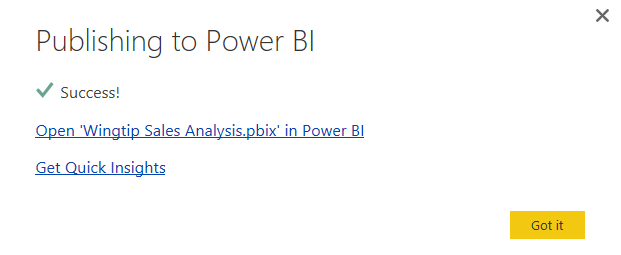 Publishing to Power BI
Success!
Open 'Wingtip Sales Analysis.pbix' in Power BI
Get Quick Insights
Got it